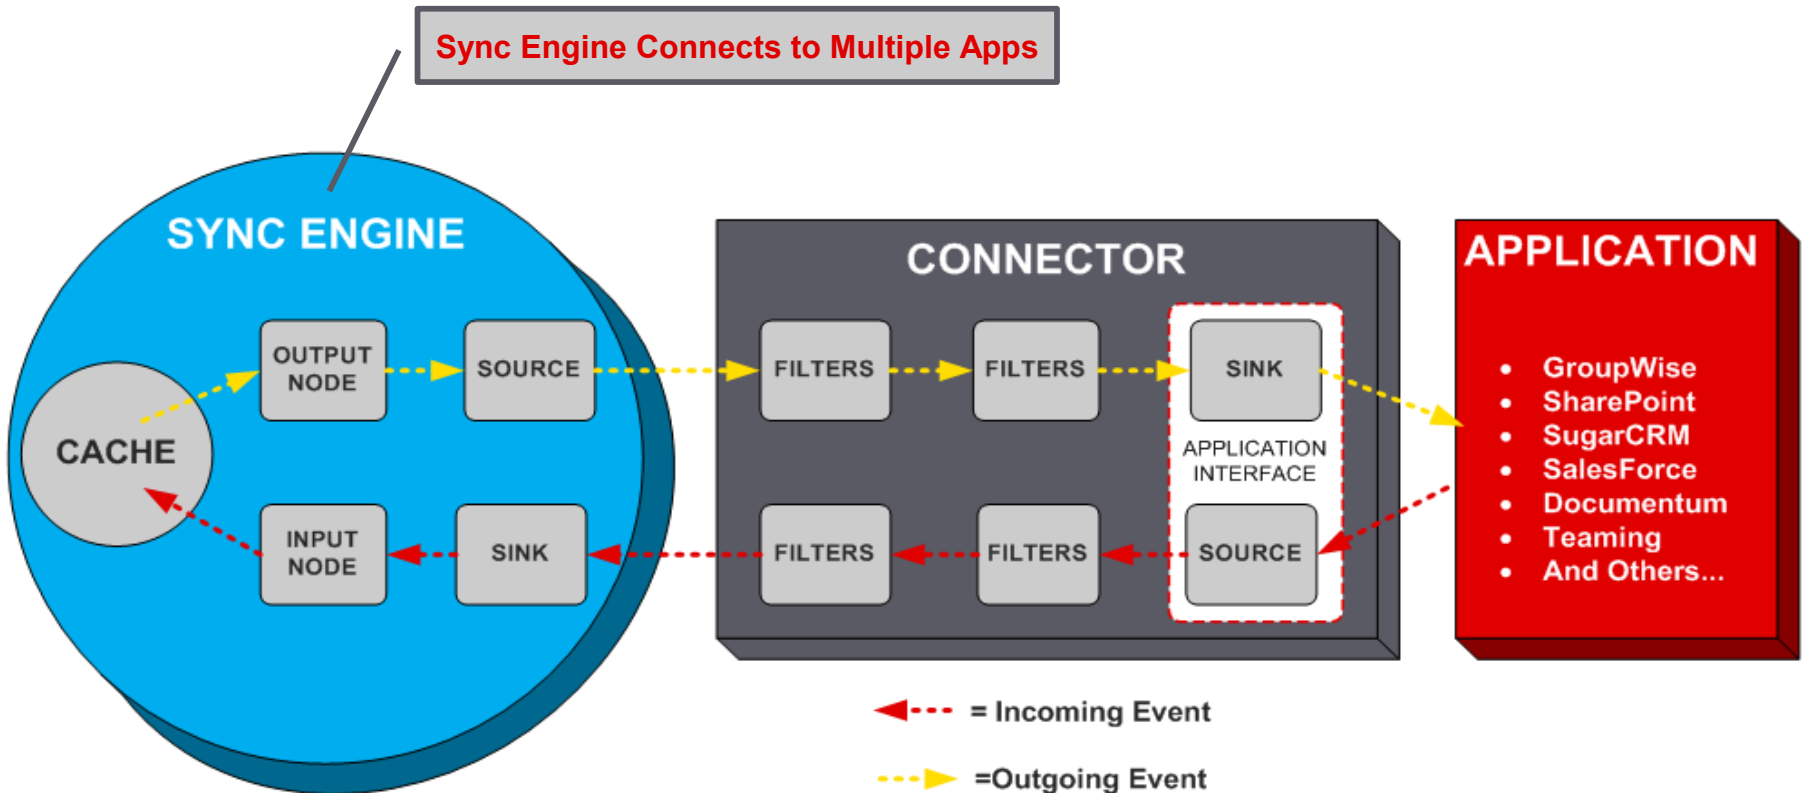 Sync Engine Connects to Multiple Apps
SYNC ENGINE
CONNECTOR
APPLICATION
OUTPUT
NODE
SOURCE
FILTERS
FILTERS
SINK
CACHE
APPLICATION
INTERFACE
INPUT
NODE
SINK
FILTERS
FILTERS
SOURCE
• GroupWise
• SharePoint
• SugarCRM
• SalesForce
• Documentum
• Teaming
• And Others...
= Incoming Event
=Outgoing Event